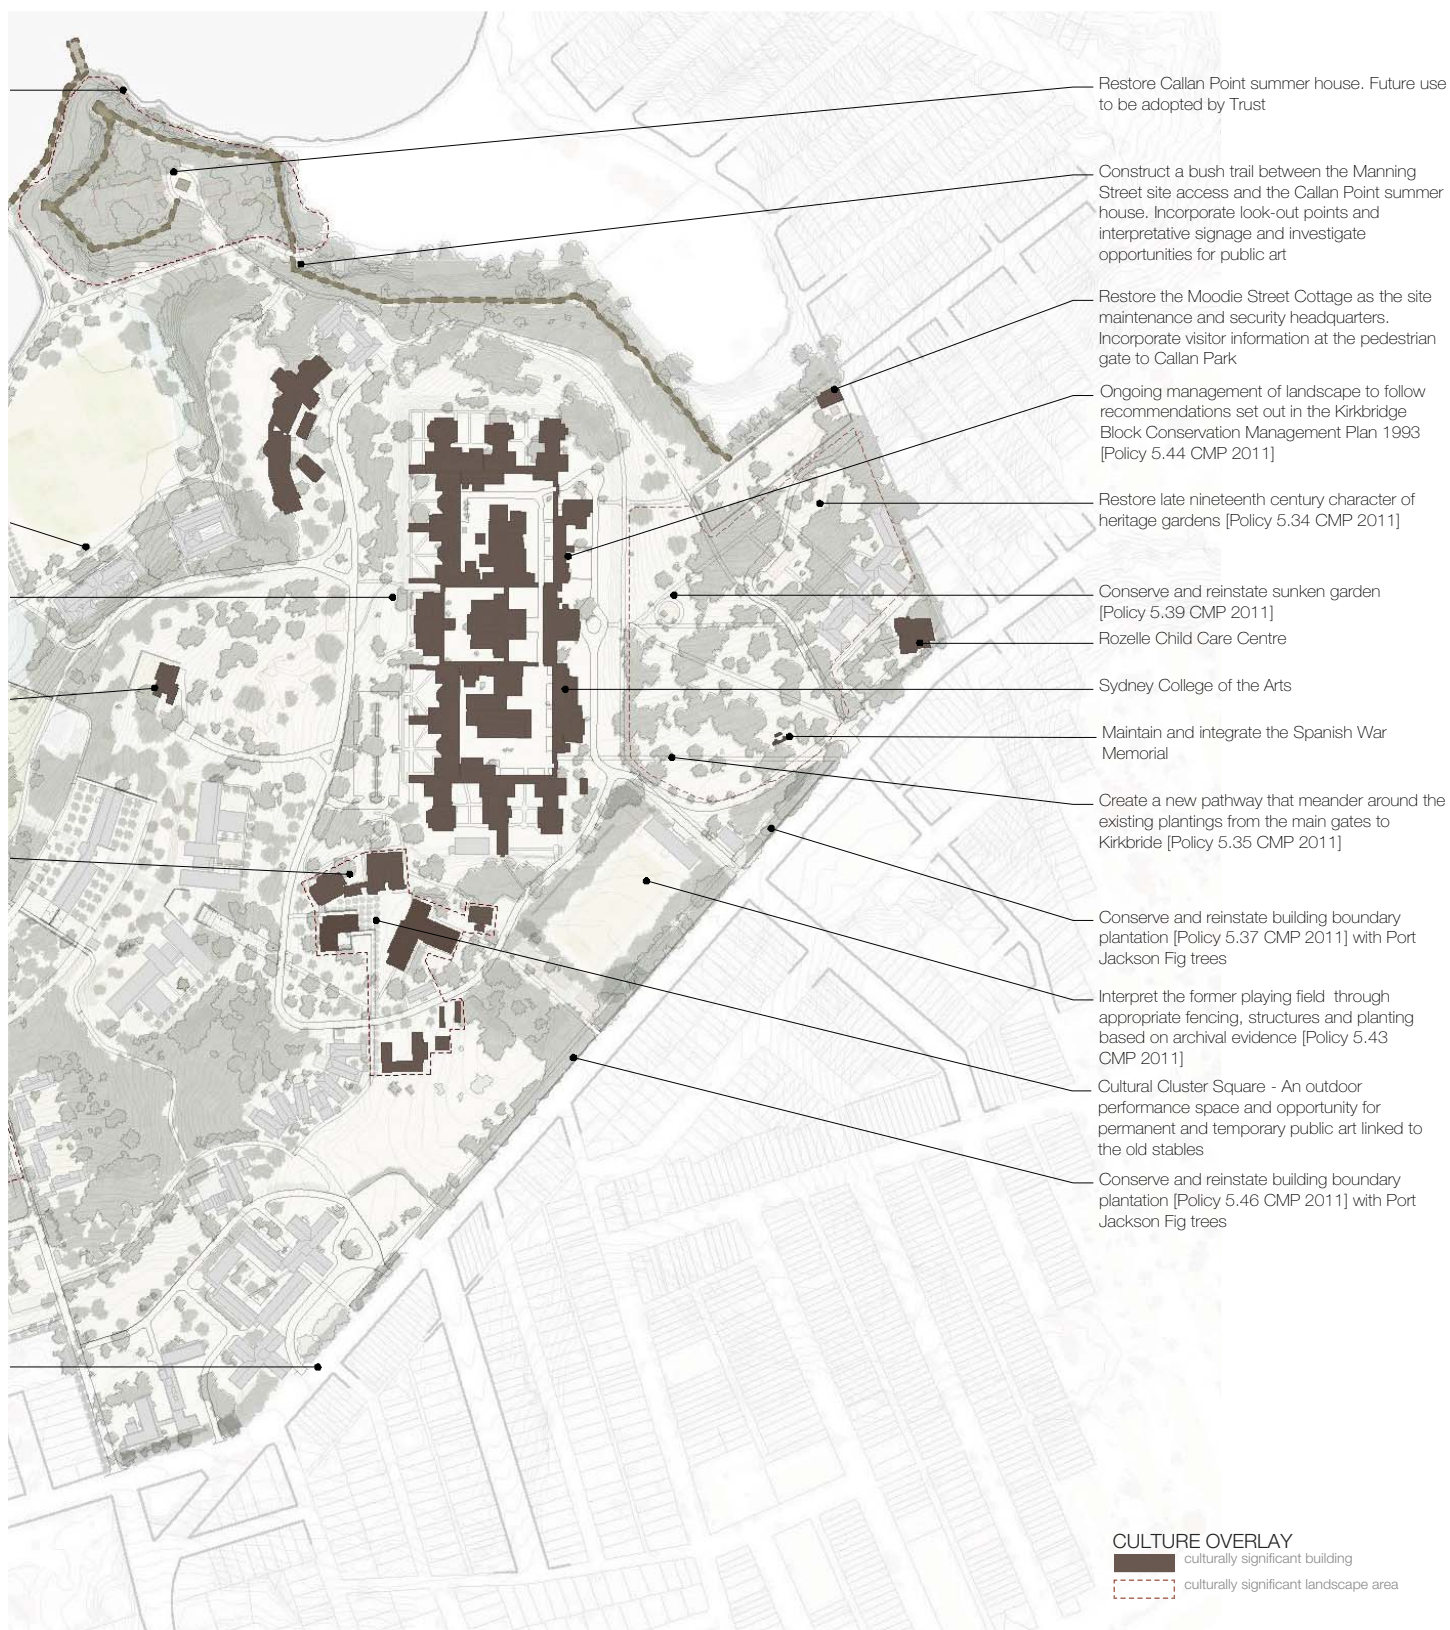 Restore Callan Point summer house. Future use
to be adopted by Trust
Construct a bush trail between the Manning
Street site access and the Callan Point summer
house. Incorporate look-out points and
interpretative signage and investigate
opportunities for public art
Restore the Moodie Street Cottage as the site
maintenance and security headquarters.
Incorporate visitor information at the pedestrian
gate to Callan Park
Ongoing management of landscape to follow
recommendations set out in the Kirkbridge
Block Conservation Management Plan 1993
[Policy 5.44 CMP 2011]
Restore late nineteenth century character of
heritage gardens [Policy 5.34 CMP 2011]
Conserve and reinstate sunken garden
[Policy 5.39 CMP 2011]
Rozelle Child Care Centre
Sydney College of the Arts
Maintain and integrate the Spanish War
Memorial
Create a new pathway that meander around the
existing plantings from the main gates to
Kirkbride [Policy 5.35 CMP 2011]
Conserve and reinstate building boundary
plantation [Policy 5.37 CMP 2011] with Port
Jackson Fig trees
Interpret the former playing field through
appropriate fencing, structures and planting
based on archival evidence [Policy 5.43
CMP 2011]
Cultural Cluster Square - An outdoor
performance space and opportunity for
permanent and temporary public art linked to
the old stables
Conserve and reinstate building boundary
plantation [Policy 5.46 CMP 2011] with Port
Jackson Fig trees
CULTURE OVERLAY
culturally significant building
culturally significant landscape area